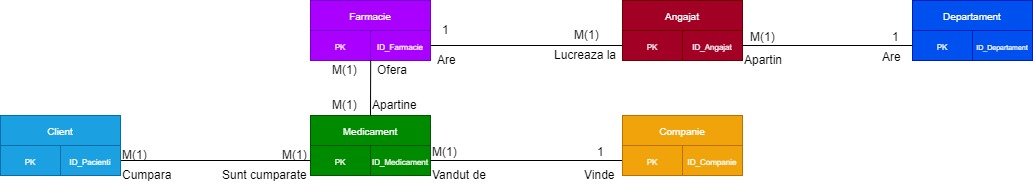 Farmacie
PK ID_Farmacie
Angajat
PK ID_Angajat
Departament
PK ID_Departament
1 M(1)
Are Lucreaza la
M(1) 1
Apartin Are
M(1) Ofera
M(1) Apartine
Client
PK ID_Pacienti
Medicament
PK ID_Medicament
Companie
PK ID_Companie
M(1) M(1)
Cumpara Sunt cumparate
M(1) 1
Vandut de Vinde